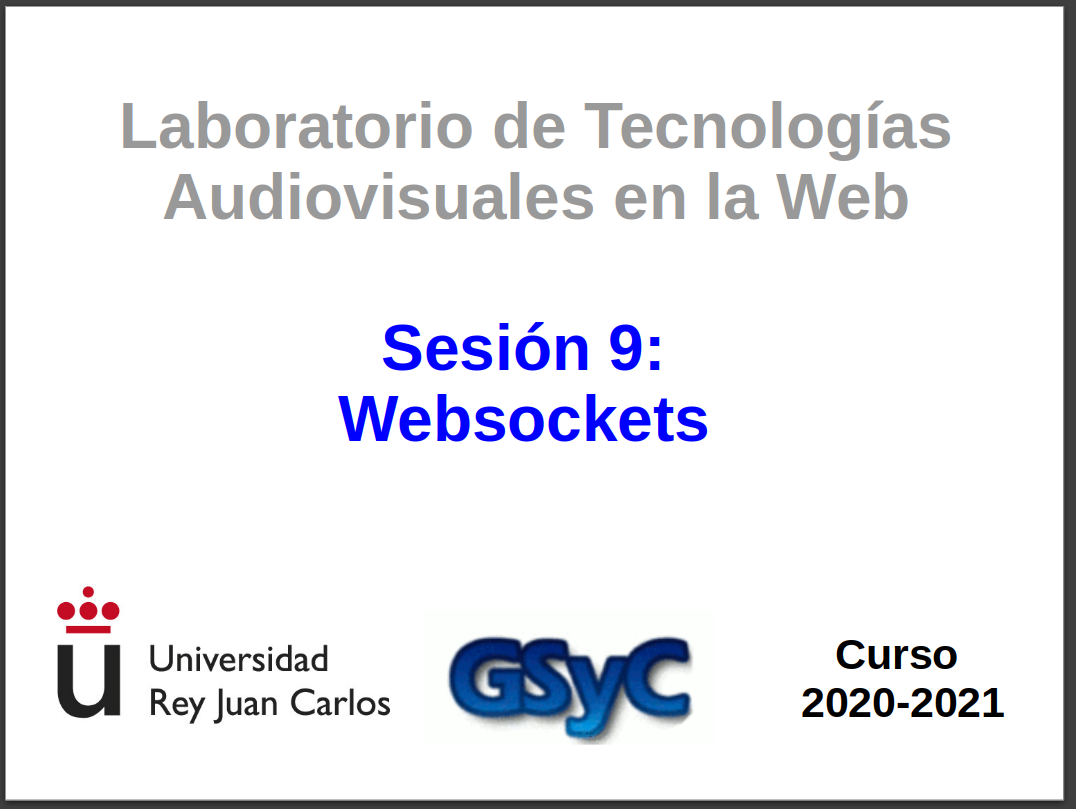 Laboratorio de Tecnologías
Audiovisuales en la Web
Sesión 9:
Websockets
Universidad
Rey Juan Carlos
GSyC
Curso
2020-2021